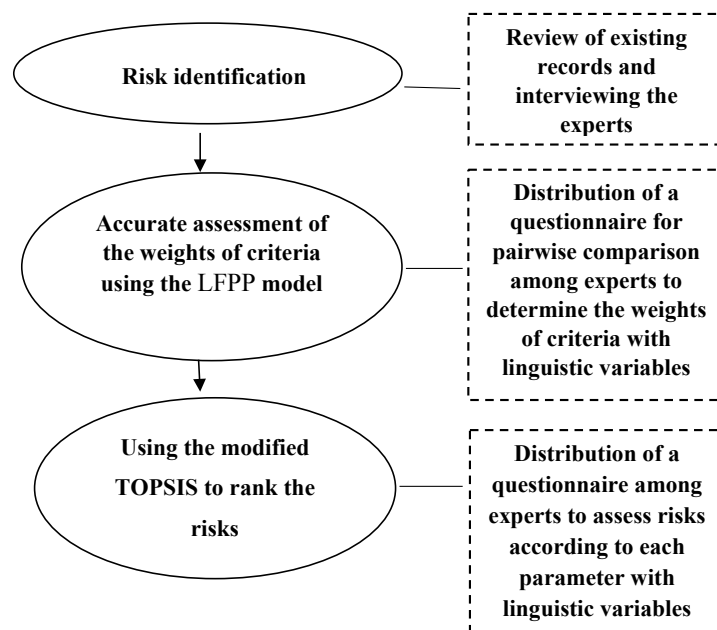 Risk identification
Review of existing
records and
interviewing the
experts
Accurate assessment of
the weights of criteria
using the LFPP model
Distribution of a
questionnaire for
pairwise comparison
among experts to
determine the weights
of criteria with
linguistic variables
Using the modified
TOPSIS to rank the
risks
Distribution of a
questionnaire among
experts to assess risks
according to each
parameter with
linguistic variables